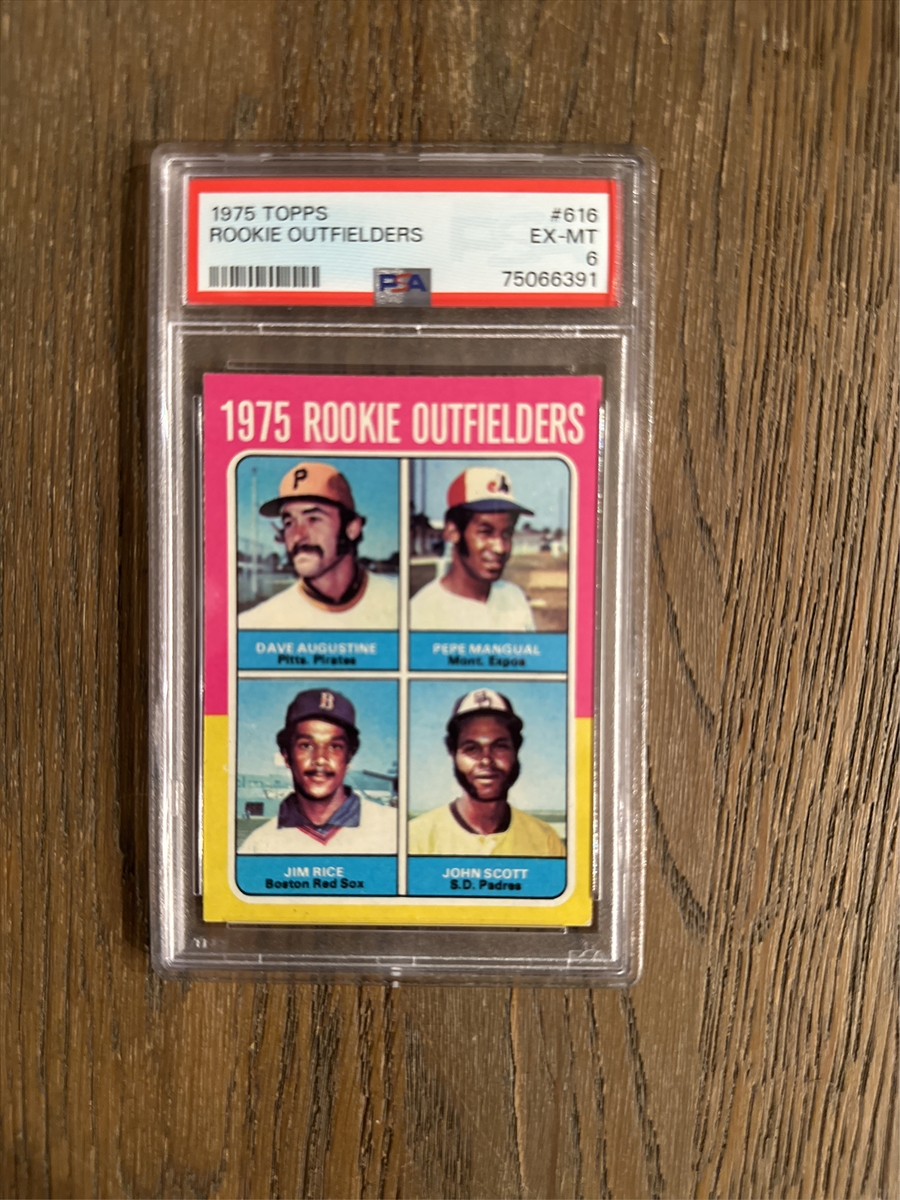 1975 TOPPS #616
ROOKIE OUTFIELDERS EX-MT
6
PSA 75066391
1975 ROOKIE OUTFIELDERS
P
DAVE AUGUSTINE
Pitts. Pirates
PEPE MANGUAL
Mont. Expos
B
JIM RICE
Boston Red Sox
JOHN SCOTT
S.D. Padres